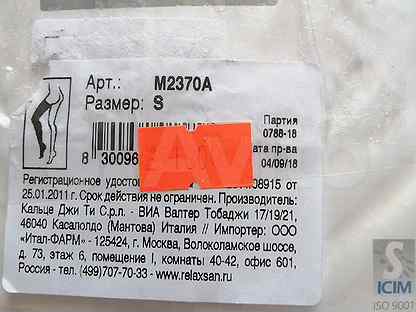 Арт.: M2370A
Размер: S
Партия
0788-18
ата пр-ва
04/09/18
8 30096
Регистрационное удосто 08915 от
25.01.2011 г. Срок действия не ограничен. Производитель:
Кальце Джи Ти С.р.л. - ВИА Валтер Тобаджи 17/19/21,
46040 Касалолдо (Мантова) Италия // Импортер: ООО
«Итал-ФАРМ» - 125424, г. Москва, Волоколамское шоссе,
д. 73, этаж 6, помещение I, комнаты 40-42, офис 601,
Россия - тел. (499)707-70-33 - www.relaxsan.ru
Av
S
ICIM
ISO 9001